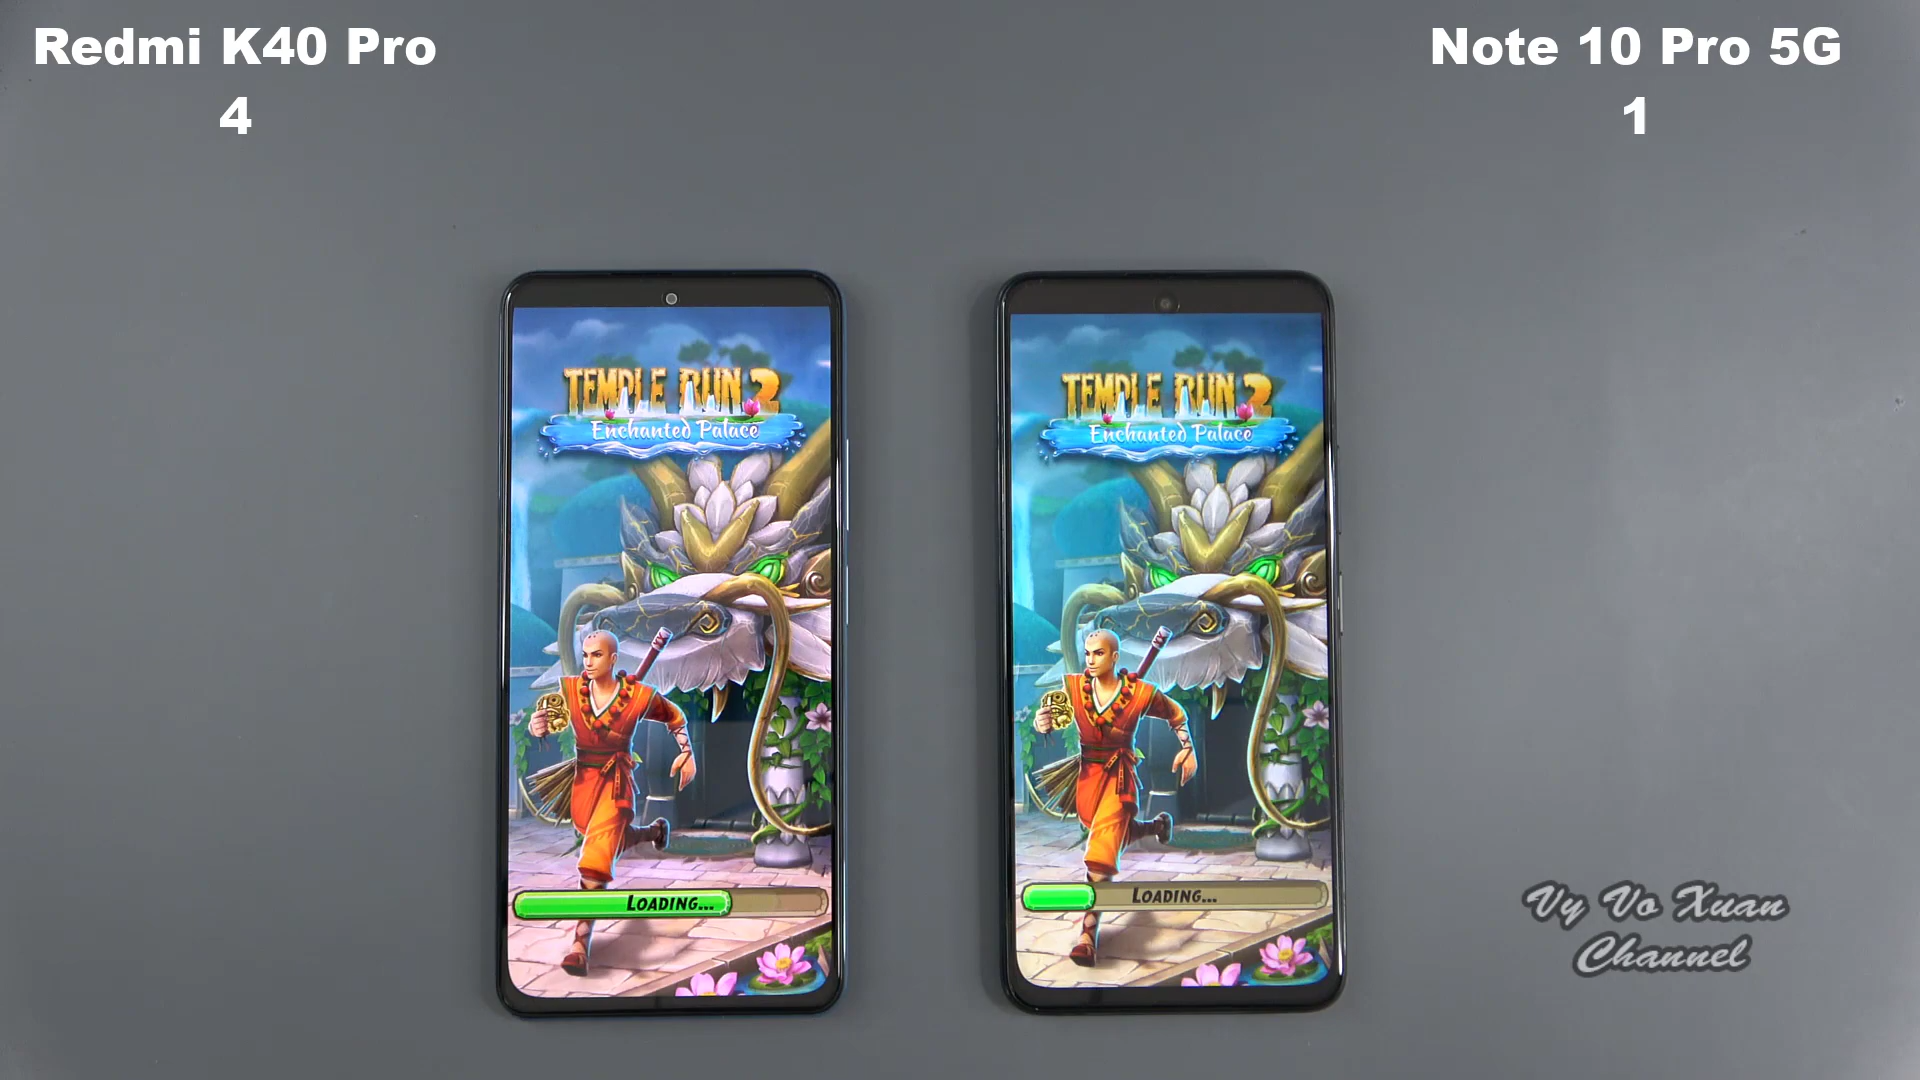 Redmi K40 Pro
4
Note 10 Pro 5G
1
TEMPLE RUN 2
Enchanted Palace
LOADING...
TEMPLE RUN 2
Enchanted Palace
LOADING...
Vy Vo Xuan
Channel